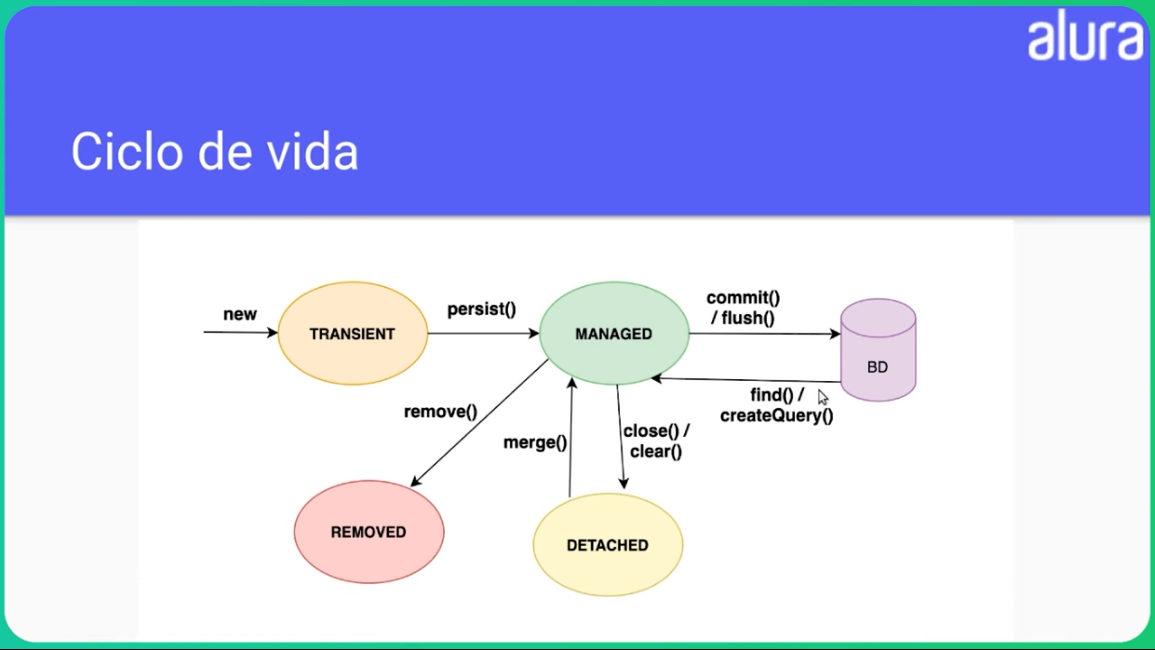 alura
Ciclo de vida
new
TRANSIENT
persist()
MANAGED
commit()
/ flush()
BD
find() /
createQuery()
remove()
merge()
close() /
clear()
REMOVED
DETACHED